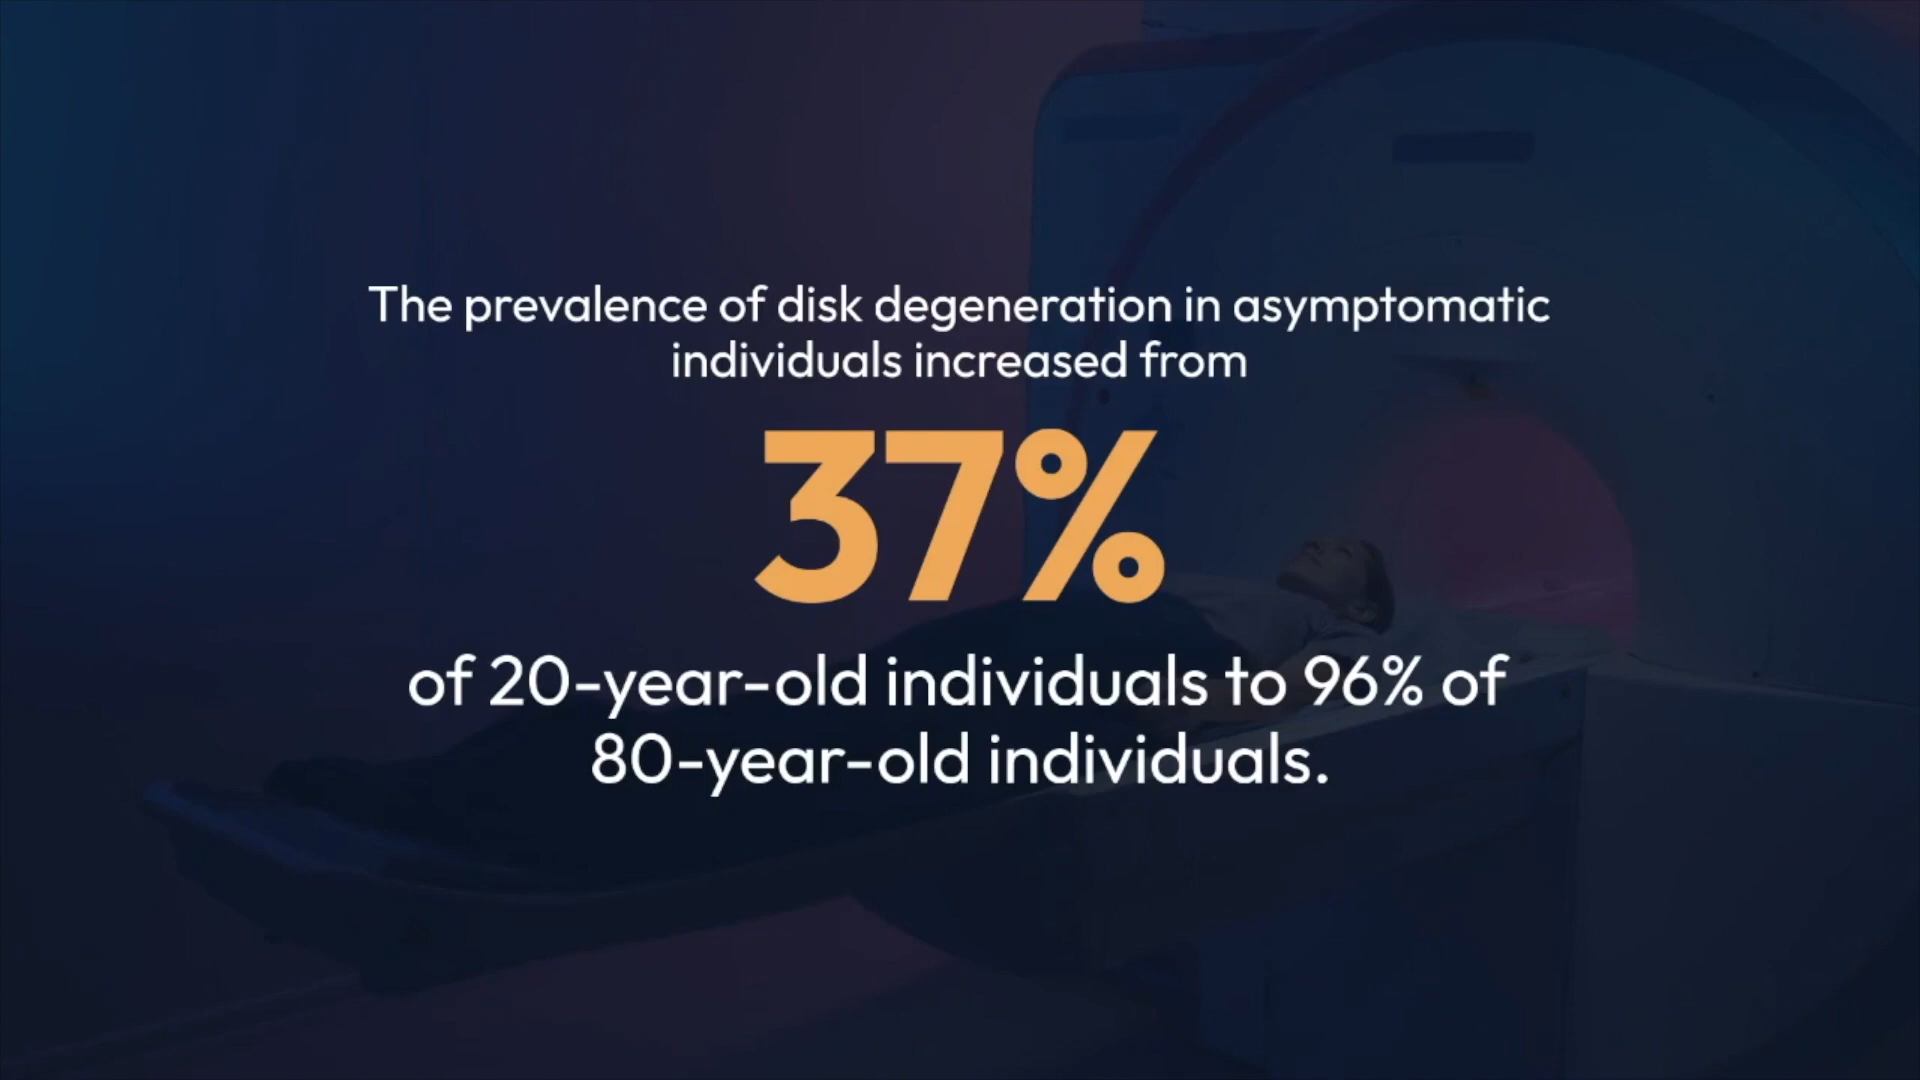 The prevalence of disk degeneration in asymptomatic
individuals increased from
37%
of 20-year-old individuals to 96% of
80-year-old individuals.